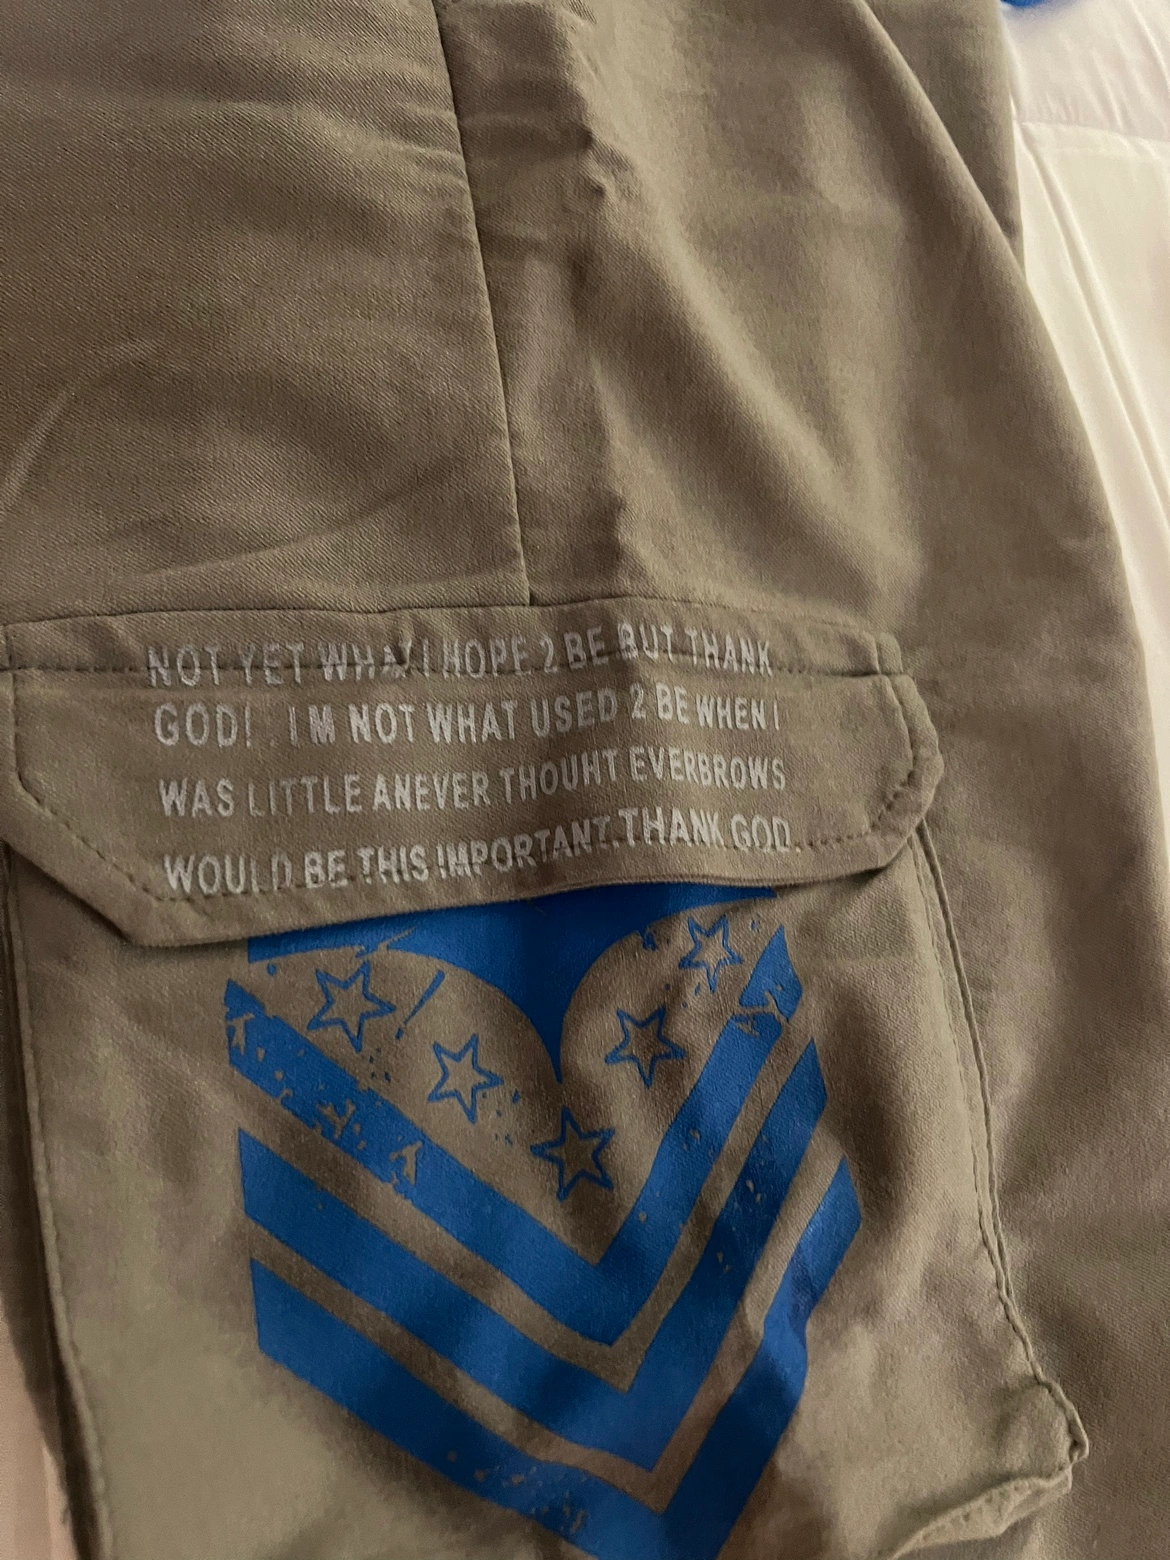 NOT YET WHAT I HOPE 2 BE BUT THANK
GOD! I M NOT WHAT USED 2 BE WHEN I
WAS LITTLE ANEVER THOUHT EVERBROWS
WOULD BE THIS IMPORTANT.THANK GOD.